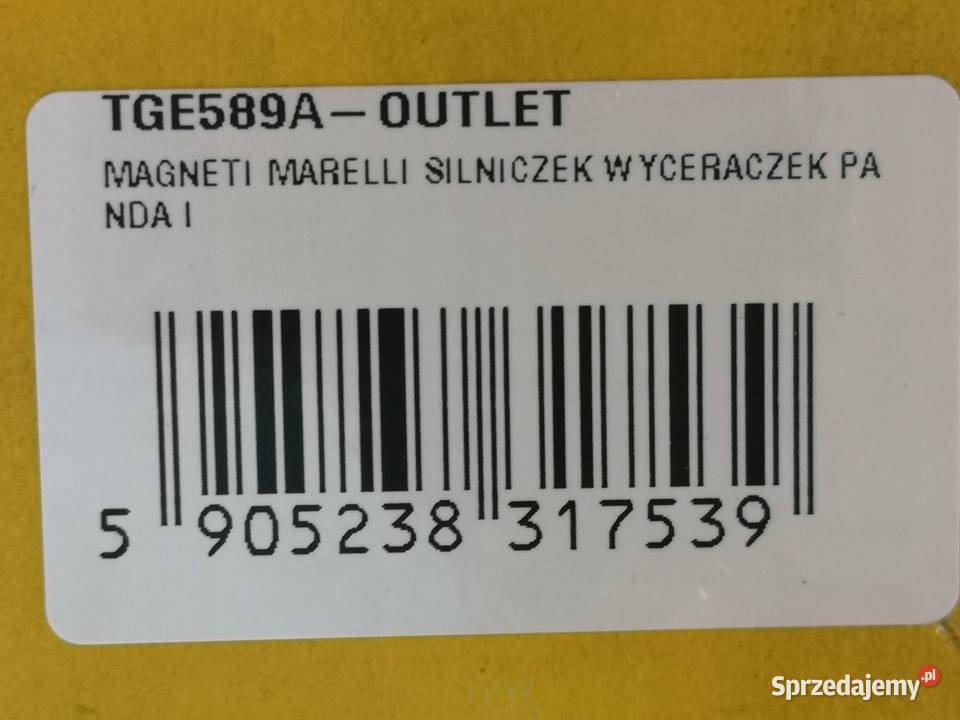 TGE589A – OUTLET
MAGNETI MARELLI SILNICZEK WYCERACZEK PA
NDA I
5 905238 317539
Sprzedajemy.pl